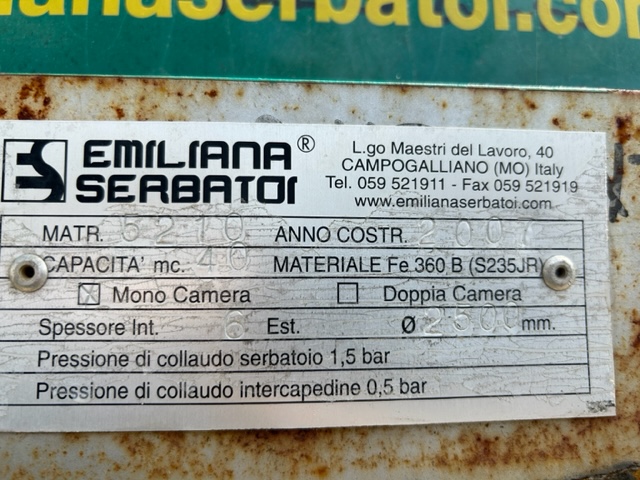 nanaserbatoi.com
EMILIANA®
SERBATOI
L.go Maestri del Lavoro, 40
CAMPOGALLIANO (MO) Italy
Tel. 059 521911 - Fax 059 521919
www.emilianaserbatoi.com
MATR. 5210 ANNO COSTR. 2007
CAPACITA' mc. 40 MATERIALE Fe 360 B (S235JR)
Mono Camera Doppia Camera
Spessore Int. 6 Est. Ø 2500 mm.
Pressione di collaudo serbatoio 1,5 bar
Pressione di collaudo intercapedine 0,5 bar